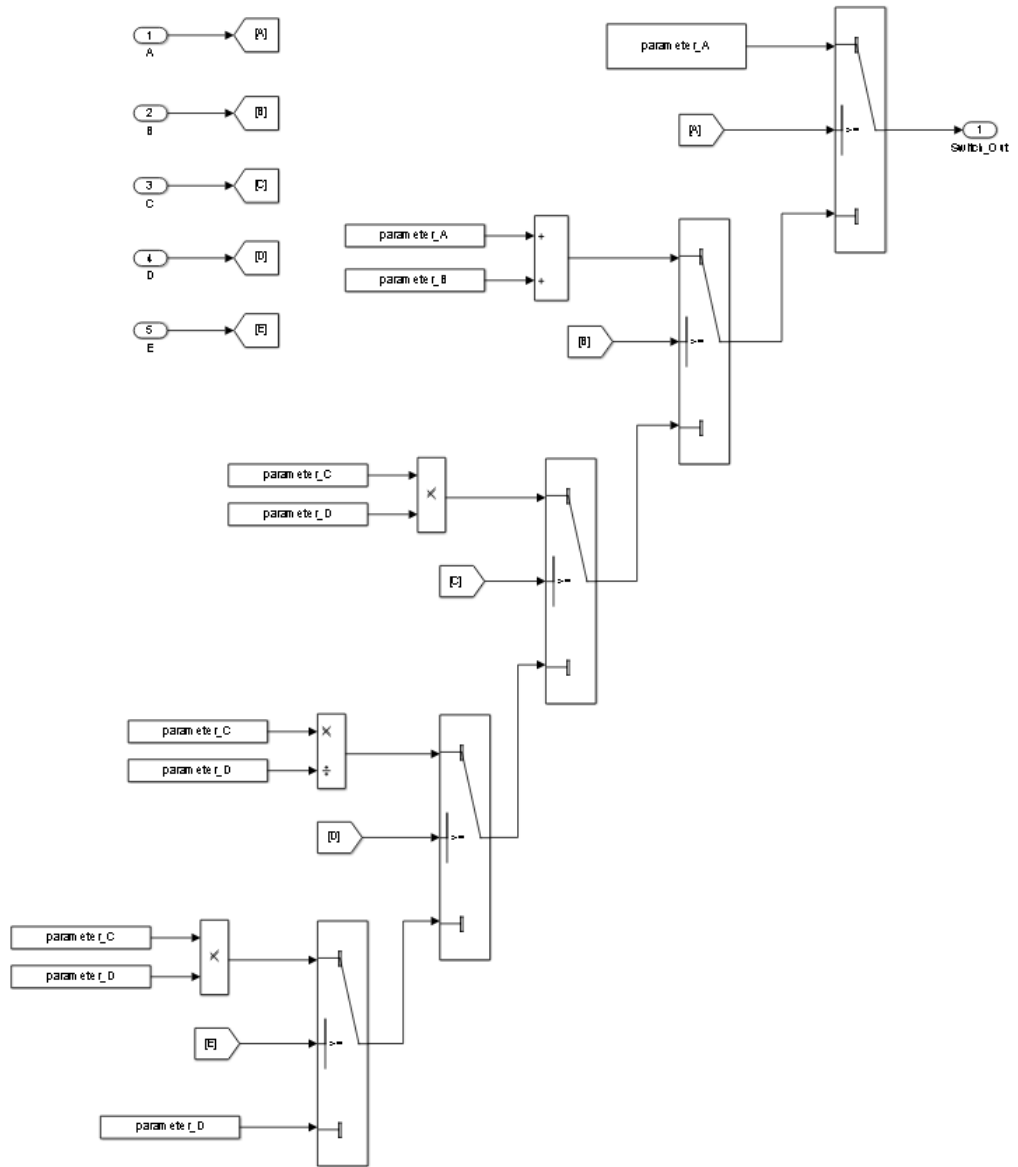 1
[A]
A
2
[B]
B
3
[C]
C
4
[D]
D
5
[E]
E
parameter_A
[A]
>=
1
Switch_Out
parameter_A
+
parameter_B
+
[B]
>=
parameter_C
×
parameter_D
[C]
>=
parameter_C
×
parameter_D
÷
[D]
>=
parameter_C
×
parameter_D
[E]
>=
parameter_D